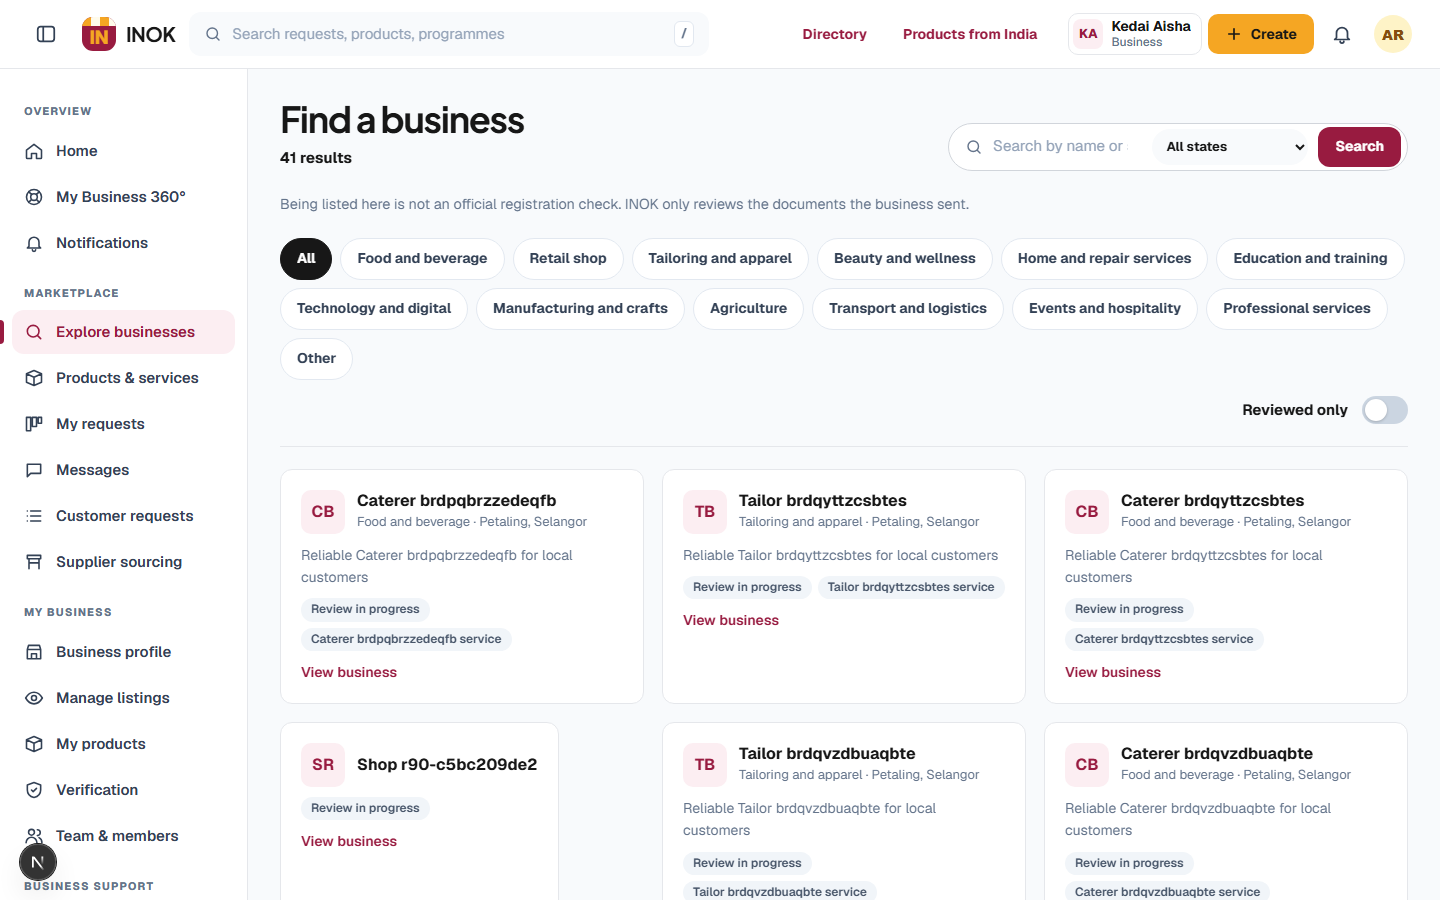 IN INOK
Search requests, products, programmes /
Directory
Products from India
KA Kedai Aisha
Business
Create
AR
OVERVIEW
Home
My Business 360°
Notifications
MARKETPLACE
Explore businesses
Products & services
My requests
Messages
Customer requests
Supplier sourcing
MY BUSINESS
Business profile
Manage listings
My products
Verification
Team & members
N
BUSINESS SUPPORT
Find a business
41 results
Search by name or
All states
Search
Being listed here is not an official registration check. INOK only reviews the documents the business sent.
All
Food and beverage
Retail shop
Tailoring and apparel
Beauty and wellness
Home and repair services
Education and training
Technology and digital
Manufacturing and crafts
Agriculture
Transport and logistics
Events and hospitality
Professional services
Other
Reviewed only
CB
Caterer brdpqbrzzedeqfb
Food and beverage · Petaling, Selangor
Reliable Caterer brdpqbrzzedeqfb for local
customers
Review in progress
Caterer brdpqbrzzedeqfb service
View business
TB
Tailor brdqyttzcsbtes
Tailoring and apparel · Petaling, Selangor
Reliable Tailor brdqyttzcsbtes for local customers
Review in progress
Tailor brdqyttzcsbtes service
View business
CB
Caterer brdqyttzcsbtes
Food and beverage · Petaling, Selangor
Reliable Caterer brdqyttzcsbtes for local
customers
Review in progress
Caterer brdqyttzcsbtes service
View business
SR
Shop r90-c5bc209de2
Review in progress
View business
TB
Tailor brdqvzdbuaqbte
Tailoring and apparel · Petaling, Selangor
Reliable Tailor brdqvzdbuaqbte for local
customers
Review in progress
Tailor brdqvzdbuaqbte service
CB
Caterer brdqvzdbuaqbte
Food and beverage · Petaling, Selangor
Reliable Caterer brdqvzdbuaqbte for local
customers
Review in progress
Caterer brdqvzdbuaqbte service